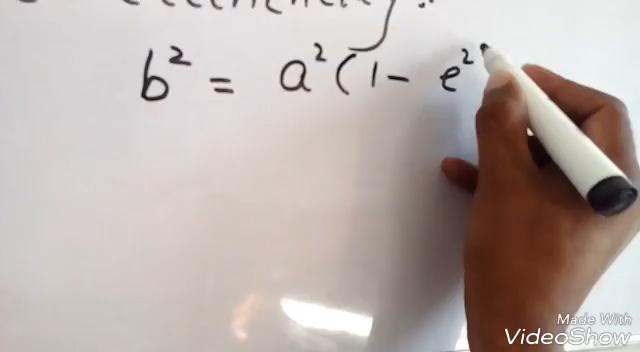 b² = a² (1 - e²
Made With
VideoShow